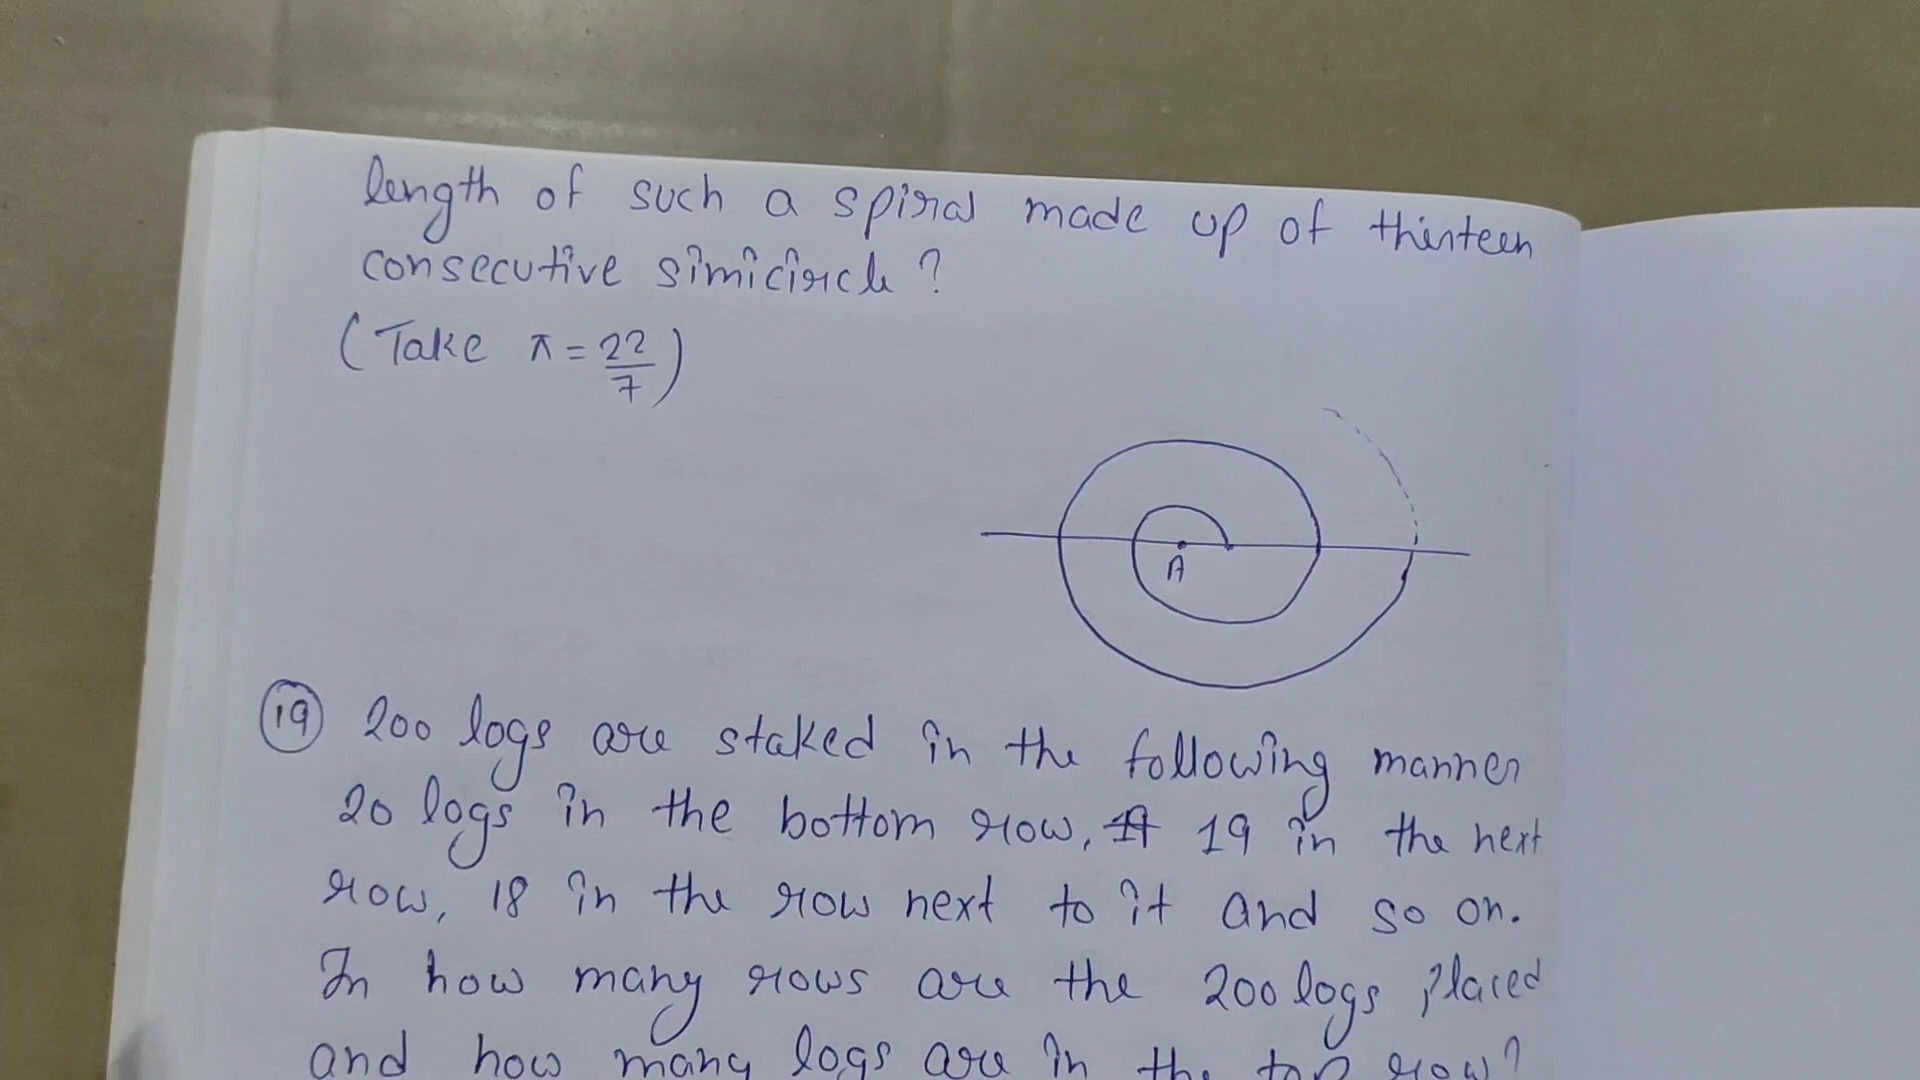 length of such a spiral made up of thirteen
consecutive simicircle?
(Take π = 22/7)
A
19 200 logs are staked in the following manner
20 logs in the bottom row, 19 in the next
row, 18 in the row next to it and so on.
In how many rows are the 200 logs placed
and how many logs are in the top row?